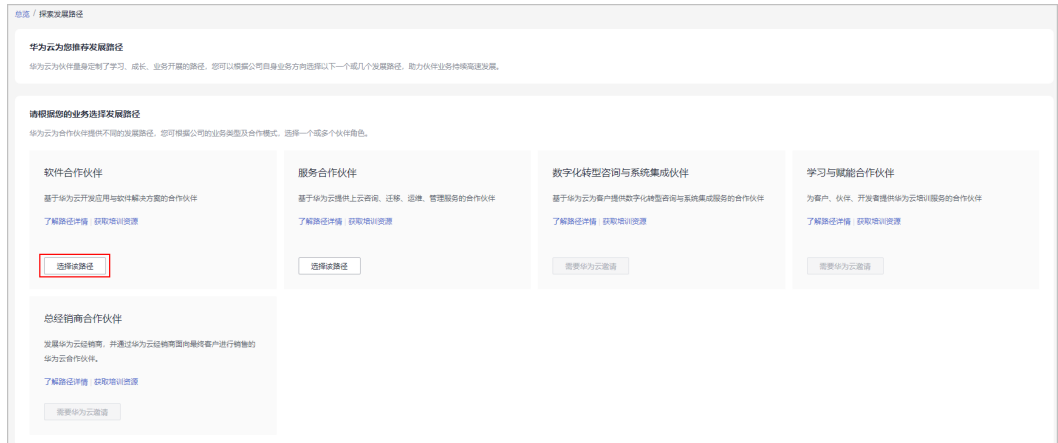 总览 / 探索发展路径
华为云为您推荐发展路径
华为云为伙伴量身定制了学习、成长、业务开展的路径，您可以根据公司自身业务方向选择以下一个或几个发展路径，助力伙伴业务持续高速发展。
请根据您的业务选择发展路径
华为云为合作伙伴提供不同的发展路径，您可根据公司的业务类型及合作模式，选择一个或多个伙伴角色。
软件合作伙伴
基于华为云开发应用与软件解决方案的合作伙伴
了解路径详情 | 获取培训资源
选择该路径
服务合作伙伴
基于华为云提供上云咨询、迁移、运维、管理服务的合作伙伴
了解路径详情 | 获取培训资源
选择该路径
数字化转型咨询与系统集成伙伴
基于华为云为客户提供数字化转型咨询与系统集成服务的合作伙伴
了解路径详情 | 获取培训资源
需要华为云邀请
学习与赋能合作伙伴
为客户、伙伴、开发者提供华为云培训服务的合作伙伴
了解路径详情 | 获取培训资源
需要华为云邀请
总经销商合作伙伴
发展华为云经销商，并通过华为云经销商面向最终客户进行销售的
华为云合作伙伴。
了解路径详情 | 获取培训资源
需要华为云邀请